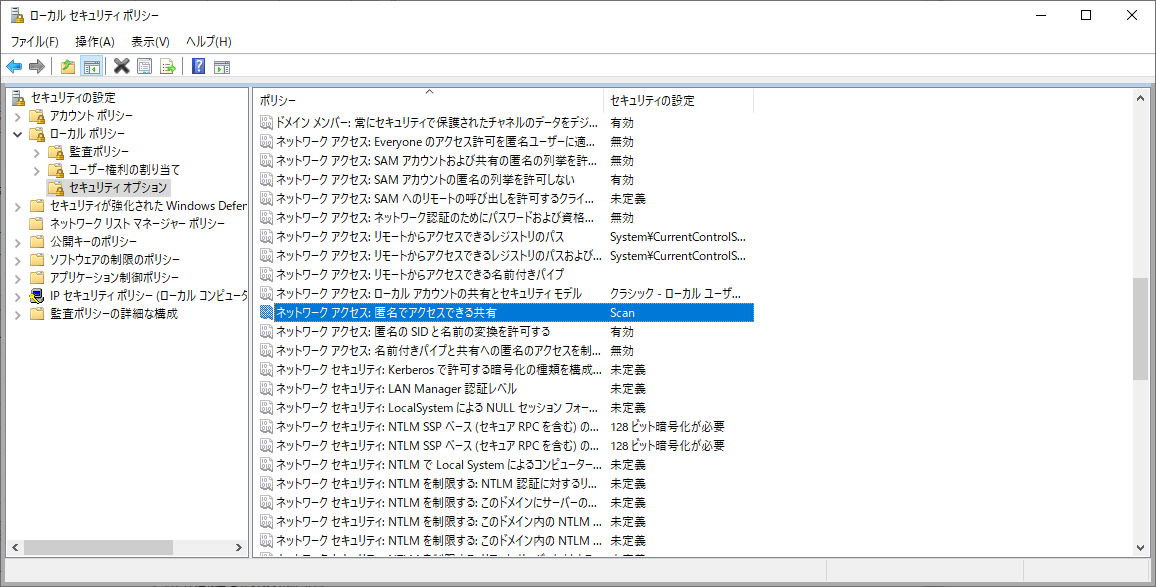 ローカル セキュリティ ポリシー
ファイル(F) 操作(A) 表示(V) ヘルプ(H)
セキュリティの設定
アカウント ポリシー
ローカル ポリシー
監査ポリシー
ユーザー権利の割り当て
セキュリティ オプション
セキュリティが強化された Windows Defen
ネットワーク リスト マネージャー ポリシー
公開キーのポリシー
ソフトウェアの制限のポリシー
アプリケーション制御ポリシー
IP セキュリティ ポリシー (ローカル コンピュータ
監査ポリシーの詳細な構成
ポリシー セキュリティの設定
ドメイン メンバー: 常にセキュリティで保護されたチャネルのデータをデジ... 有効
ネットワーク アクセス: Everyone のアクセス許可を匿名ユーザーに適... 無効
ネットワーク アクセス: SAM アカウントおよび共有の匿名の列挙を許... 無効
ネットワーク アクセス: SAM アカウントの匿名の列挙を許可しない 有効
ネットワーク アクセス: SAM へのリモートの呼び出しを許可するクライ... 未定義
ネットワーク アクセス: ネットワーク認証のためにパスワードおよび資格... 無効
ネットワーク アクセス: リモートからアクセスできるレジストリのパス System¥CurrentControlS...
ネットワーク アクセス: リモートからアクセスできるレジストリのパスおよび... System¥CurrentControlS...
ネットワーク アクセス: リモートからアクセスできる名前付きパイプ
ネットワーク アクセス: ローカル アカウントの共有とセキュリティ モデル クラシック - ローカル ユーザ...
ネットワーク アクセス: 匿名でアクセスできる共有 Scan
ネットワーク アクセス: 匿名の SID と名前の変換を許可する 有効
ネットワーク アクセス: 名前付きパイプと共有への匿名のアクセスを制... 無効
ネットワーク セキュリティ: Kerberos で許可する暗号化の種類を構成... 未定義
ネットワーク セキュリティ: LAN Manager 認証レベル 未定義
ネットワーク セキュリティ: LocalSystem による NULL セッション フォー... 未定義
ネットワーク セキュリティ: NTLM SSP ベース (セキュア RPC を含む) の... 128 ビット暗号化が必要
ネットワーク セキュリティ: NTLM SSP ベース (セキュア RPC を含む) の... 128 ビット暗号化が必要
ネットワーク セキュリティ: NTLM で Local System によるコンピューター... 未定義
ネットワーク セキュリティ: NTLM を制限する: NTLM 認証に対するリ... 未定義
ネットワーク セキュリティ: NTLM を制限する: このドメインにサーバーの... 未定義
ネットワーク セキュリティ: NTLM を制限する: このドメイン内の NTLM ... 未定義
ネットワーク セキュリティ: NTLM を制限する: このドメイン内の NTLM ... 未定義